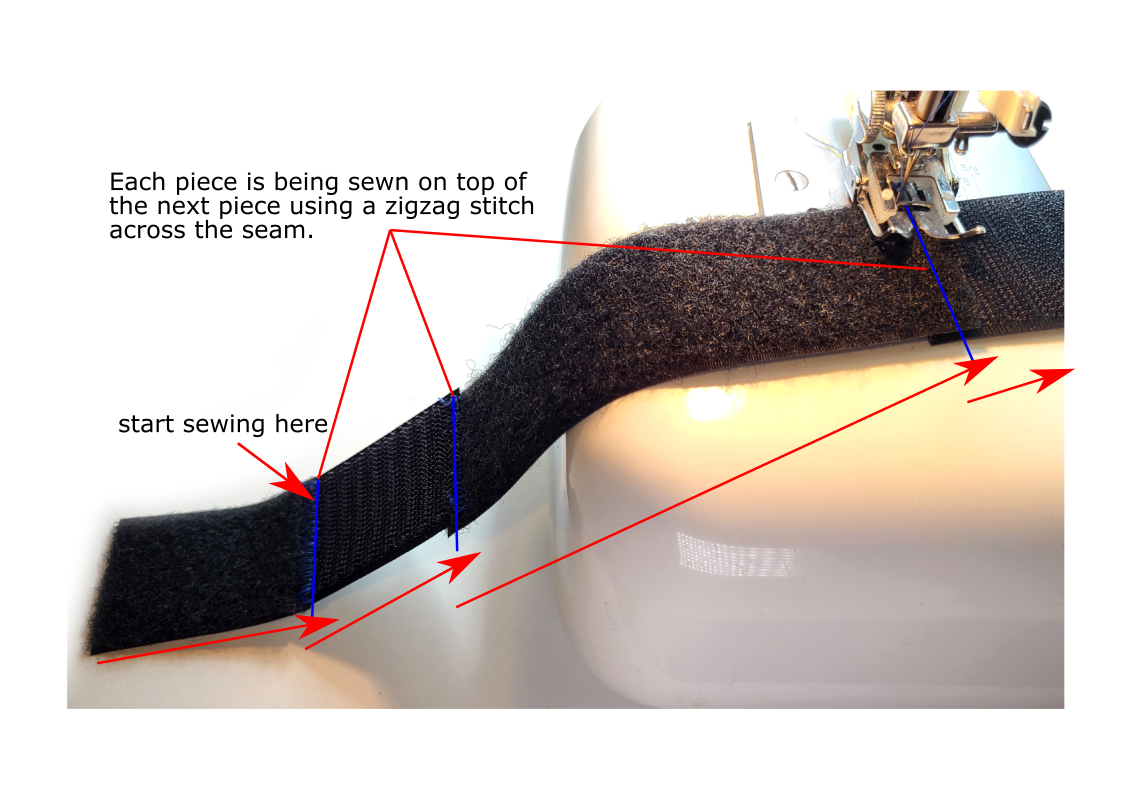 Each piece is being sewn on top of
the next piece using a zigzag stitch
across the seam.
start sewing here